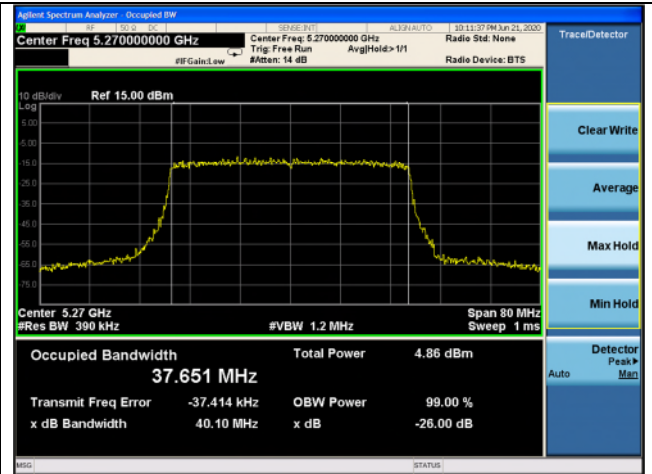 Agilent Spectrum Analyzer - Occupied BW
RF 50 Ω DC SENSE:INT ALIGN AUTO 10:11:37 PM Jun 21, 2020
Center Freq 5.270000000 GHz
Center Freq: 5.270000000 GHz Radio Std: None
Trig: Free Run Avg|Hold:>1/1
#IFGain:Low #Atten: 14 dB Radio Device: BTS
Trace/Detector
10 dB/div Ref 15.00 dBm
Log
5.00
-5.00
-15.0
-25.0
-35.0
-45.0
-55.0
-65.0
-75.0
Center 5.27 GHz Span 80 MHz
#Res BW 390 kHz #VBW 1.2 MHz Sweep 1 ms
Occupied Bandwidth Total Power 4.86 dBm
37.651 MHz
Transmit Freq Error -37.414 kHz OBW Power 99.00 %
x dB Bandwidth 40.10 MHz x dB -26.00 dB
Clear Write
Average
Max Hold
Min Hold
Detector
Peak▶
Auto Man
MSG STATUS